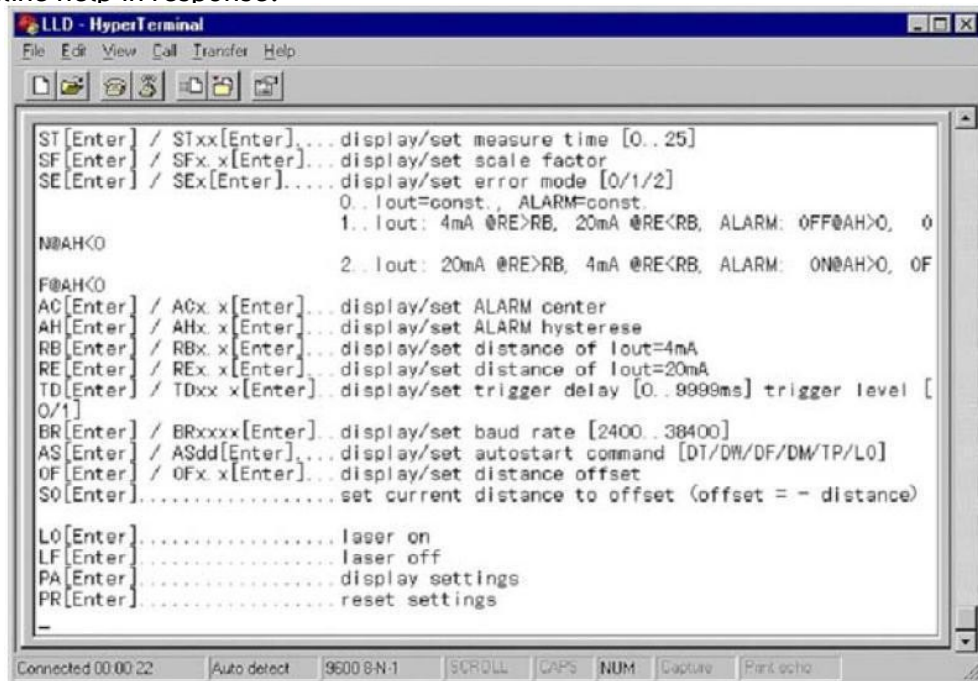 line help in response.
LLD - HyperTerminal
File Edit View Call Transfer Help
ST[Enter] / STxx[Enter].... display/set measure time [0..25]
SF[Enter] / SFx.x[Enter]... display/set scale factor
SE[Enter] / SEx[Enter]..... display/set error mode [0/1/2]
0..Iout=const., ALARM=const.
1..Iout: 4mA @RE>RB, 20mA @RE<RB, ALARM: OFF@AH>0, O
N@AH<0
2..Iout: 20mA @RE>RB, 4mA @RE<RB, ALARM: ON@AH>0, OF
F@AH<0
AC[Enter] / ACx.x[Enter]... display/set ALARM center
AH[Enter] / AHx.x[Enter]... display/set ALARM hysterese
RB[Enter] / RBx.x[Enter]... display/set distance of Iout=4mA
RE[Enter] / REx.x[Enter]... display/set distance of Iout=20mA
TD[Enter] / TDxx x[Enter].. display/set trigger delay [0..9999ms] trigger level [
0/1]
BR[Enter] / BRxxxx[Enter].. display/set baud rate [2400..38400]
AS[Enter] / ASdd[Enter].... display/set autostart command [DT/DW/DF/DM/TP/LO]
OF[Enter] / OFx.x[Enter]... display/set distance offset
SO[Enter].................. set current distance to offset (offset = - distance)
LO[Enter].................. laser on
LF[Enter].................. laser off
PA[Enter].................. display settings
PR[Enter].................. reset settings
Connected 00:00:22 Auto detect 9600 8-N-1 SCROLL CAPS NUM Capture Print echo